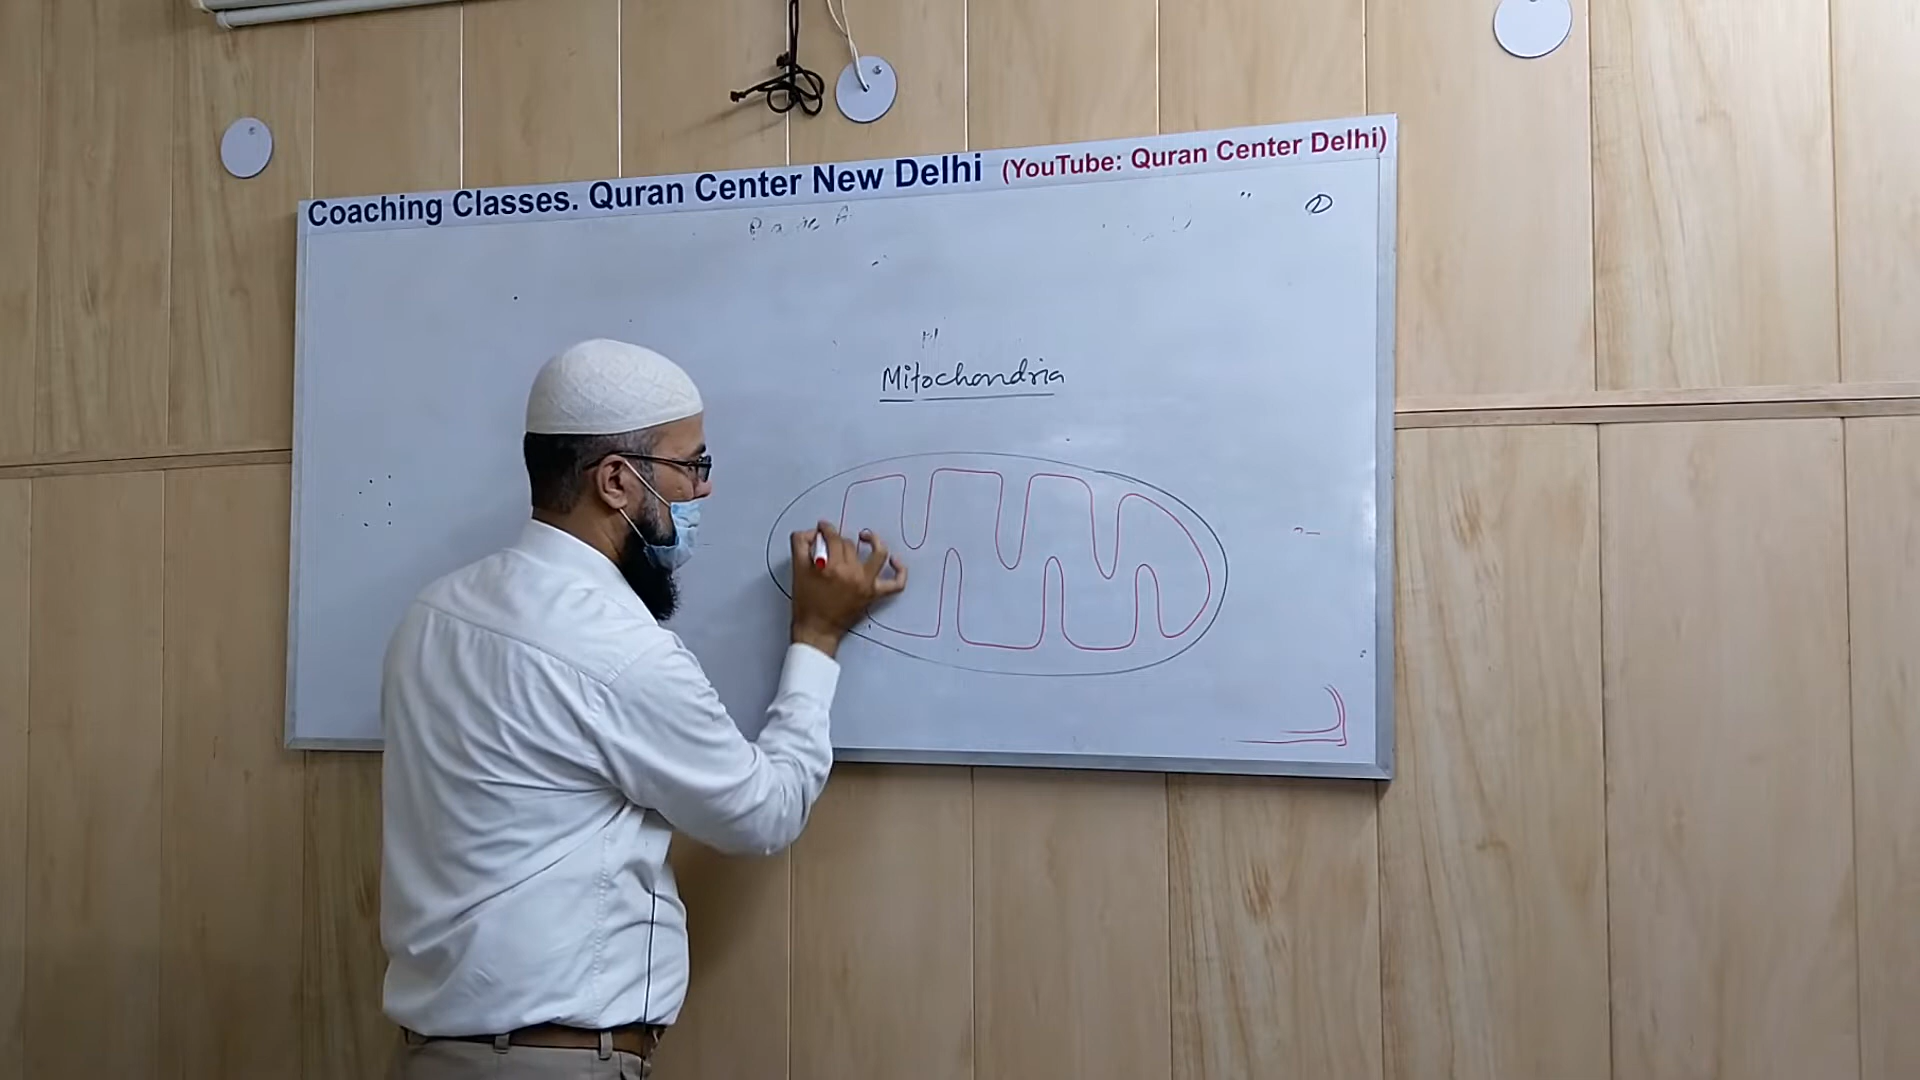 Coaching Classes. Quran Center New Delhi (YouTube: Quran Center Delhi)
Mitochondria